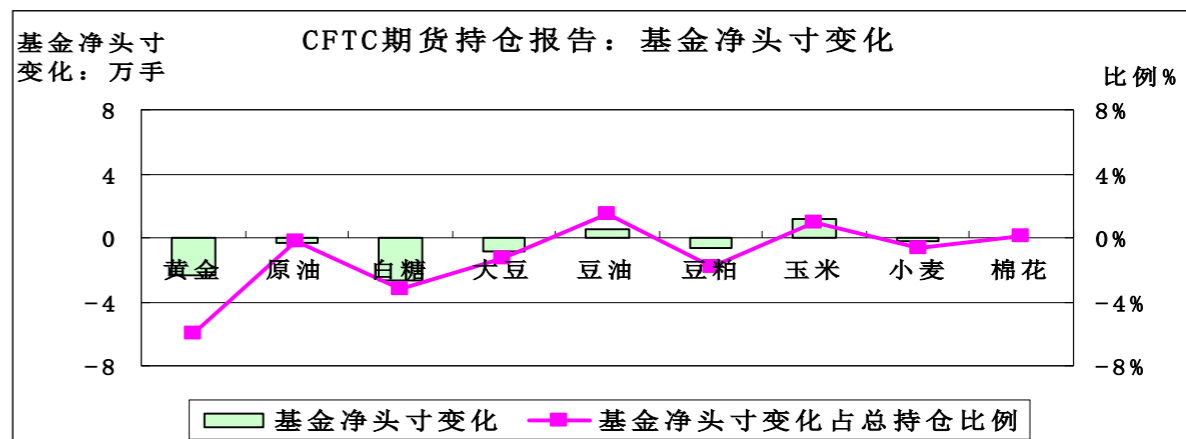 CFTC期货持仓报告: 基金净头寸变化
基金净头寸
变化: 万手
比例%
8
8%
4
4%
0
0%
黄金 原油 白糖 大豆 豆油 豆粕 玉米 小麦 棉花
-4
-4%
-8
-8%
基金净头寸变化
基金净头寸变化占总持仓比例